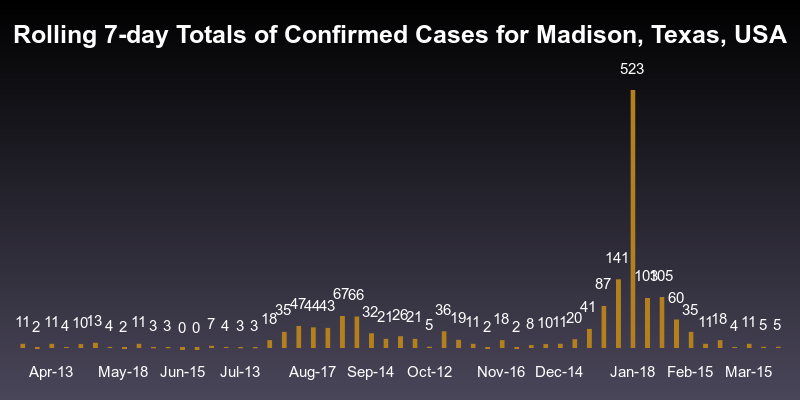 Rolling 7-day Totals of Confirmed Cases for Madison, Texas, USA
523
141
103 105
87
67 66 60
47 44 43 41
35 32 36 35
18 21 26 21 19 18 20 18
11 2 11 4 10 13 4 2 11 3 3 0 0 7 4 3 3 5 11 2 2 8 10 11 11 4 11 5 5
Apr-13 May-18 Jun-15 Jul-13 Aug-17 Sep-14 Oct-12 Nov-16 Dec-14 Jan-18 Feb-15 Mar-15